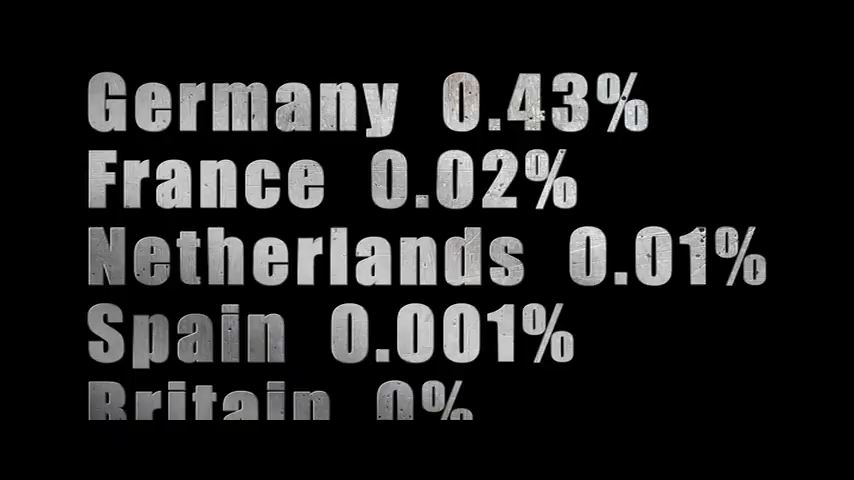 Germany 0.43%
France 0.02%
Netherlands 0.01%
Spain 0.001%
Britain 0%